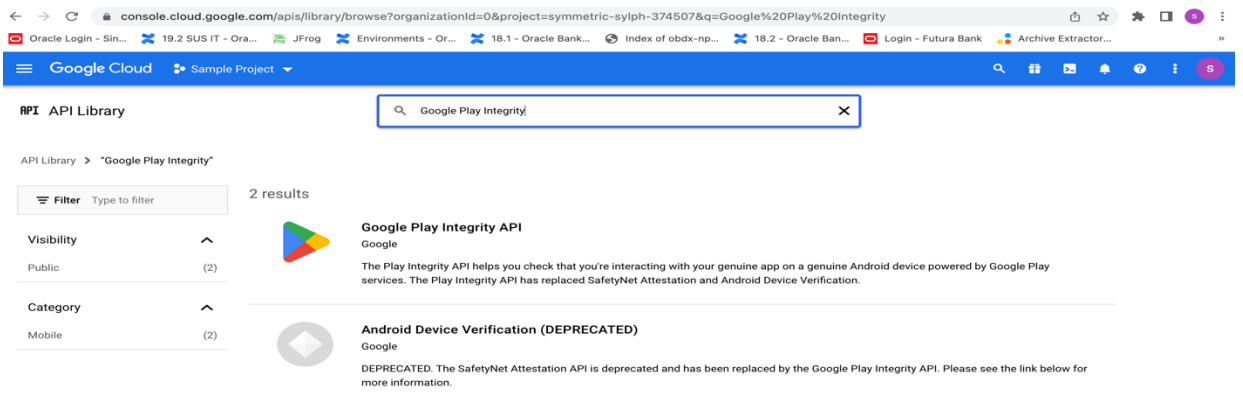 console.cloud.google.com/apis/library/browse?organizationId=0&project=symmetric-sylph-374507&q=Google%20Play%20Integrity
S
Oracle Login - Sin... 19.2 SUS IT - Ora... JFrog Environments - Or... 18.1 - Oracle Bank... Index of obdx-np... 18.2 - Oracle Ban... Login - Futura Bank Archive Extractor... »
Google Cloud Sample Project S
API API Library Google Play Integrity
API Library > "Google Play Integrity"
Filter Type to filter
2 results
Visibility
Public (2)
Category
Mobile (2)
Google Play Integrity API
Google
The Play Integrity API helps you check that you're interacting with your genuine app on a genuine Android device powered by Google Play
services. The Play Integrity API has replaced SafetyNet Attestation and Android Device Verification.
Android Device Verification (DEPRECATED)
Google
DEPRECATED. The SafetyNet Attestation API is deprecated and has been replaced by the Google Play Integrity API. Please see the link below for
more information.